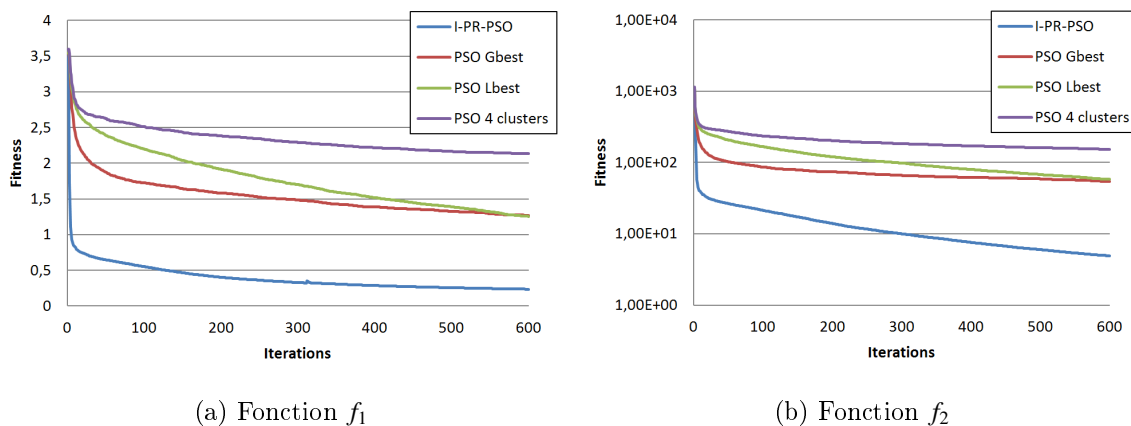 4
3,5
3
2,5
2
1,5
1
0,5
0
Fitness
0 100 200 300 400 500 600
Iterations
I-PR-PSO
PSO Gbest
PSO Lbest
PSO 4 clusters
(a) Fonction f1
1,00E+04
1,00E+03
1,00E+02
1,00E+01
1,00E+00
Fitness
0 100 200 300 400 500 600
Iterations
I-PR-PSO
PSO Gbest
PSO Lbest
PSO 4 clusters
(b) Fonction f2